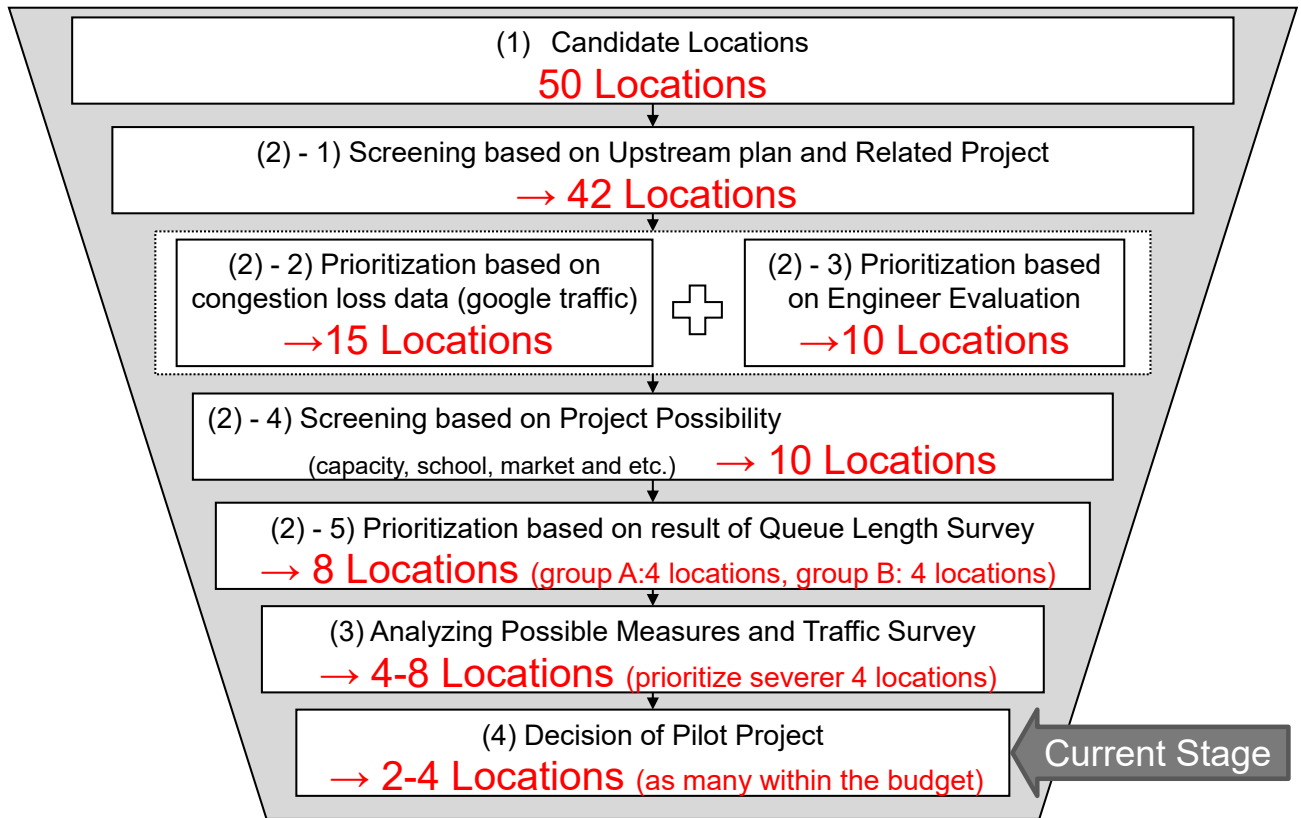 (1) Candidate Locations
50 Locations
(2) - 1) Screening based on Upstream plan and Related Project
→ 42 Locations
(2) - 2) Prioritization based on
congestion loss data (google traffic)
→15 Locations
(2) - 3) Prioritization based
on Engineer Evaluation
→10 Locations
(2) - 4) Screening based on Project Possibility
(capacity, school, market and etc.) → 10 Locations
(2) - 5) Prioritization based on result of Queue Length Survey
→ 8 Locations (group A:4 locations, group B: 4 locations)
(3) Analyzing Possible Measures and Traffic Survey
→ 4-8 Locations (prioritize severer 4 locations)
(4) Decision of Pilot Project
→ 2-4 Locations (as many within the budget)
Current Stage